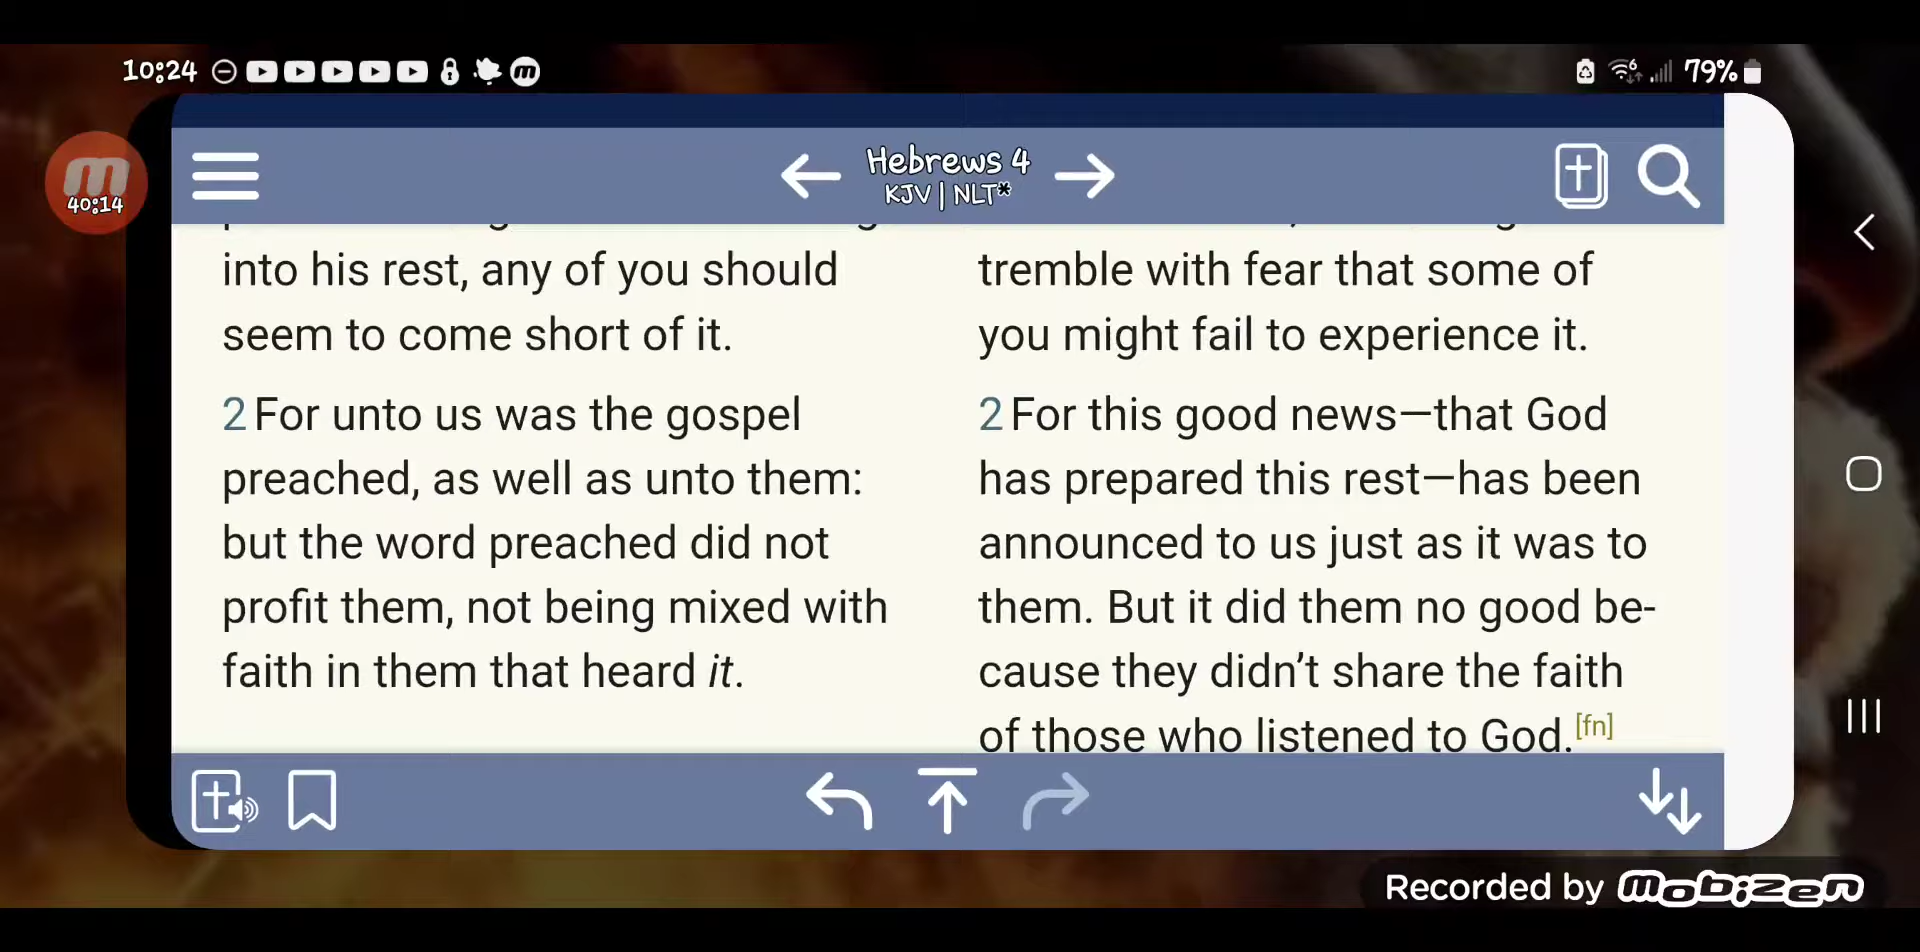 10:24
79%
40:14
Hebrews 4
KJV | NLT*
into his rest, any of you should
seem to come short of it.
2 For unto us was the gospel
preached, as well as unto them:
but the word preached did not
profit them, not being mixed with
faith in them that heard it.
tremble with fear that some of
you might fail to experience it.
2 For this good news—that God
has prepared this rest—has been
announced to us just as it was to
them. But it did them no good be-
cause they didn’t share the faith
of those who listened to God. [fn]
Recorded by Mobizen